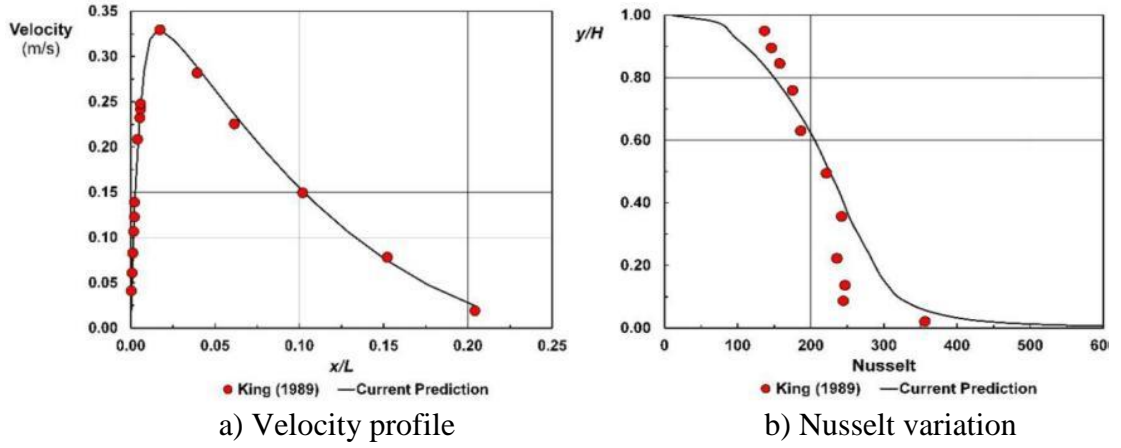 Velocity
(m/s)
0.35
0.30
0.25
0.20
0.15
0.10
0.05
0.00
0.00 0.05 0.10 0.15 0.20 0.25
x/L
King (1989) Current Prediction
a) Velocity profile
y/H
1.00
0.80
0.60
0.40
0.20
0.00
0 100 200 300 400 500 600
Nusselt
King (1989) Current Prediction
b) Nusselt variation